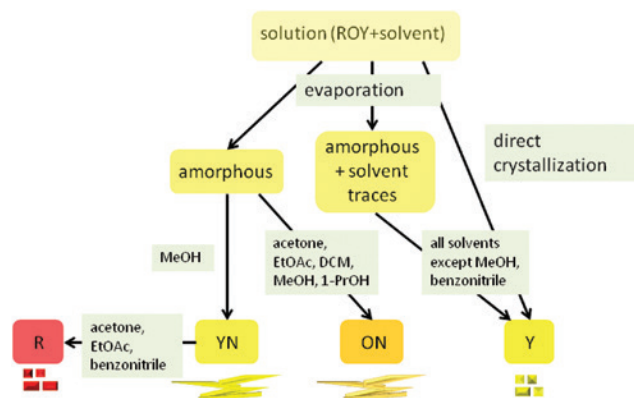 solution (ROY+solvent)
evaporation
amorphous
amorphous
+ solvent
traces
direct
crystallization
MeOH
acetone,
EtOAc, DCM,
MeOH, 1-PrOH
all solvents
except MeOH,
benzonitrile
R
acetone,
EtOAc,
benzonitrile
YN
ON
Y